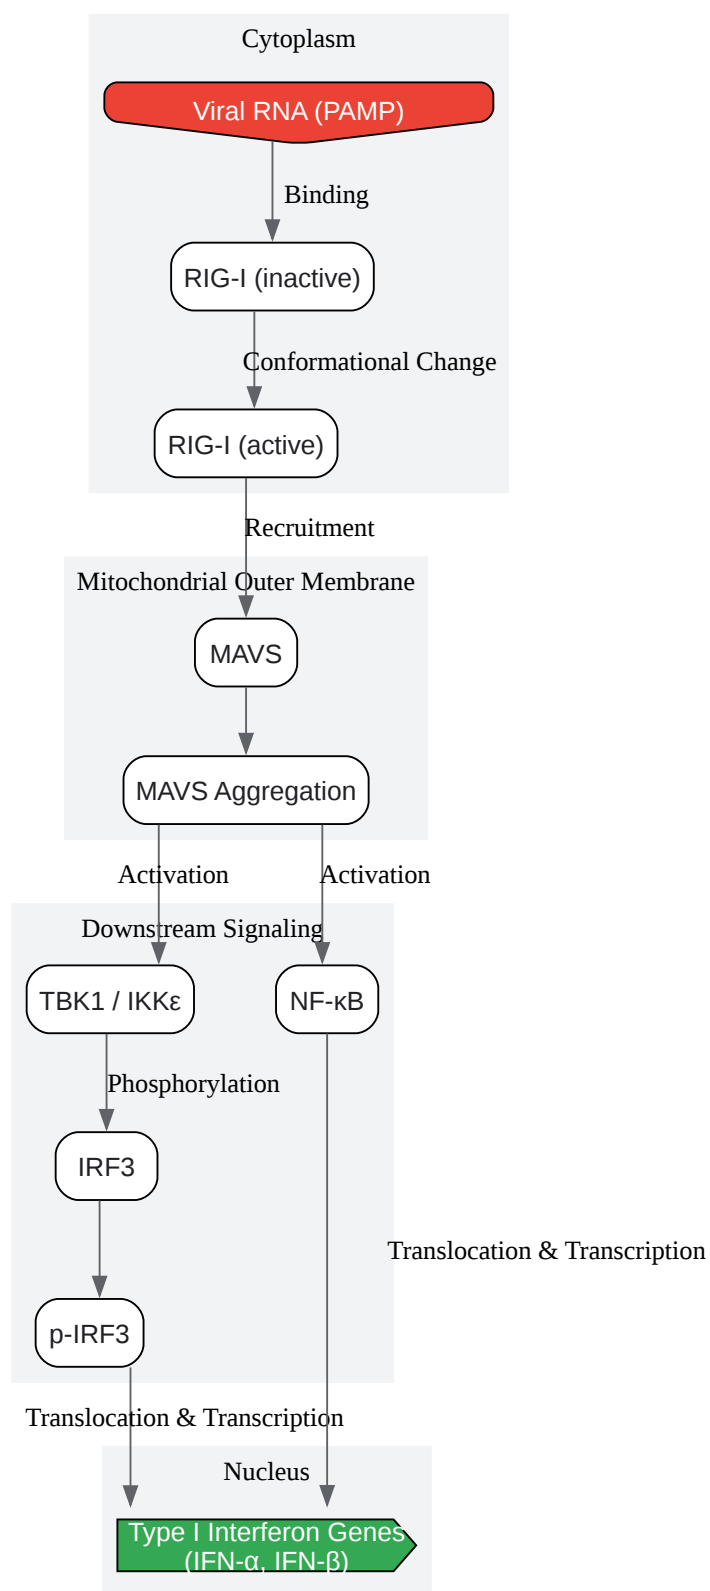 Cytoplasm
Viral RNA (PAMP)
Binding
RIG-I (inactive)
Conformational Change
RIG-I (active)
Recruitment
Mitochondrial Outer Membrane
MAVS
MAVS Aggregation
Activation
Activation
Downstream Signaling
TBK1 / IKKε
NF-κB
Phosphorylation
IRF3
Translocation & Transcription
p-IRF3
Translocation & Transcription
Nucleus
Type I Interferon Genes
(IFN-α, IFN-β)